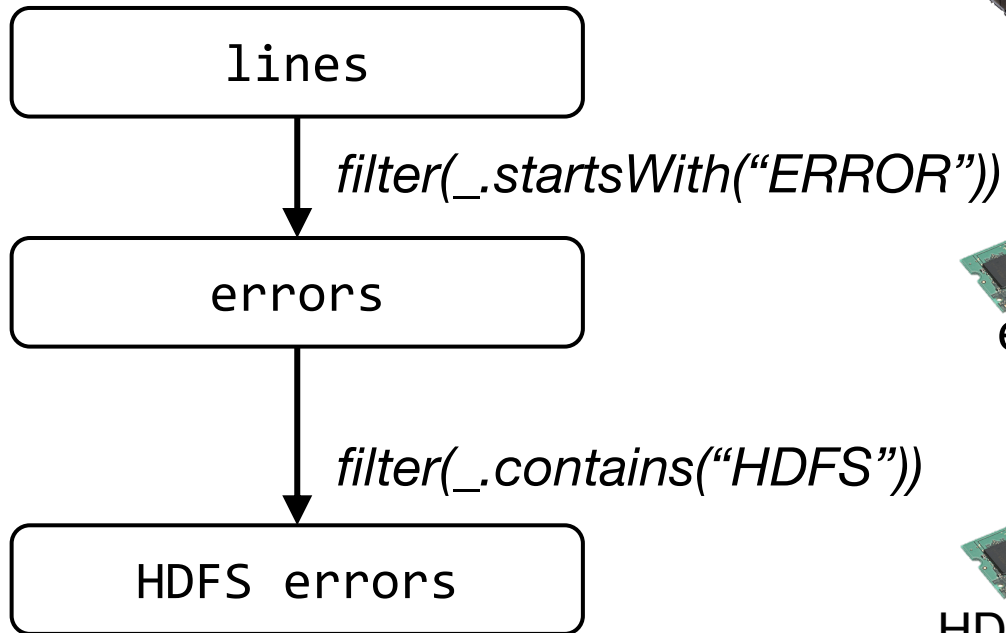 lines
filter(_.startsWith(“ERROR”))
errors
filter(_.contains(“HDFS”))
HDFS errors